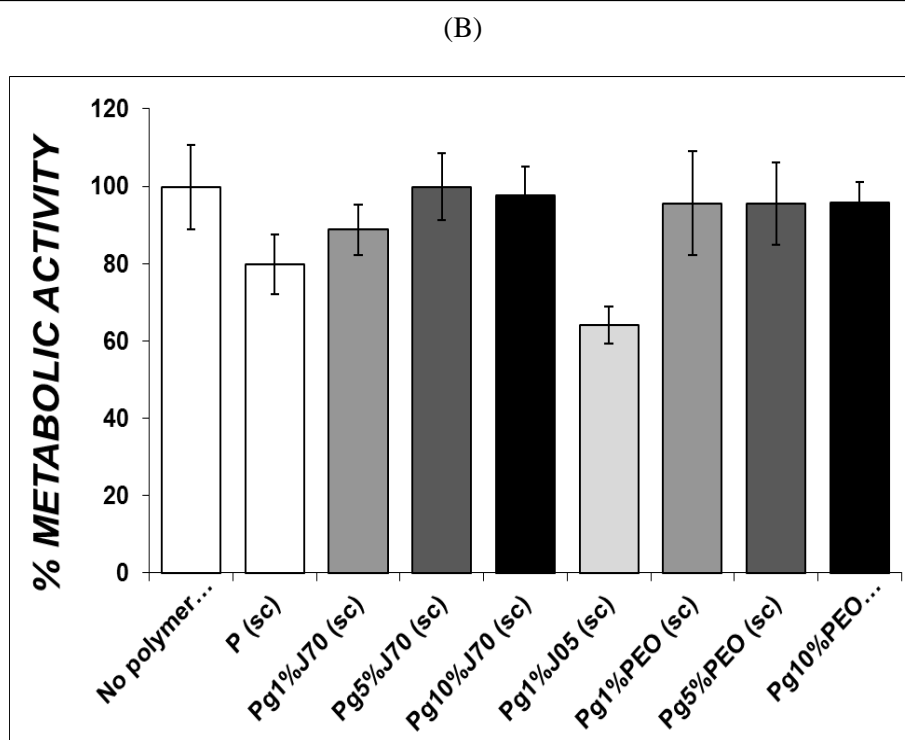 (B)
% METABOLIC ACTIVITY
120
100
80
60
40
20
0
No polymer…
P (sc)
Pg1%J70 (sc)
Pg5%J70 (sc)
Pg10%J70 (sc)
Pg1%J05 (sc)
Pg1%PEO (sc)
Pg5%PEO (sc)
Pg10%PEO…